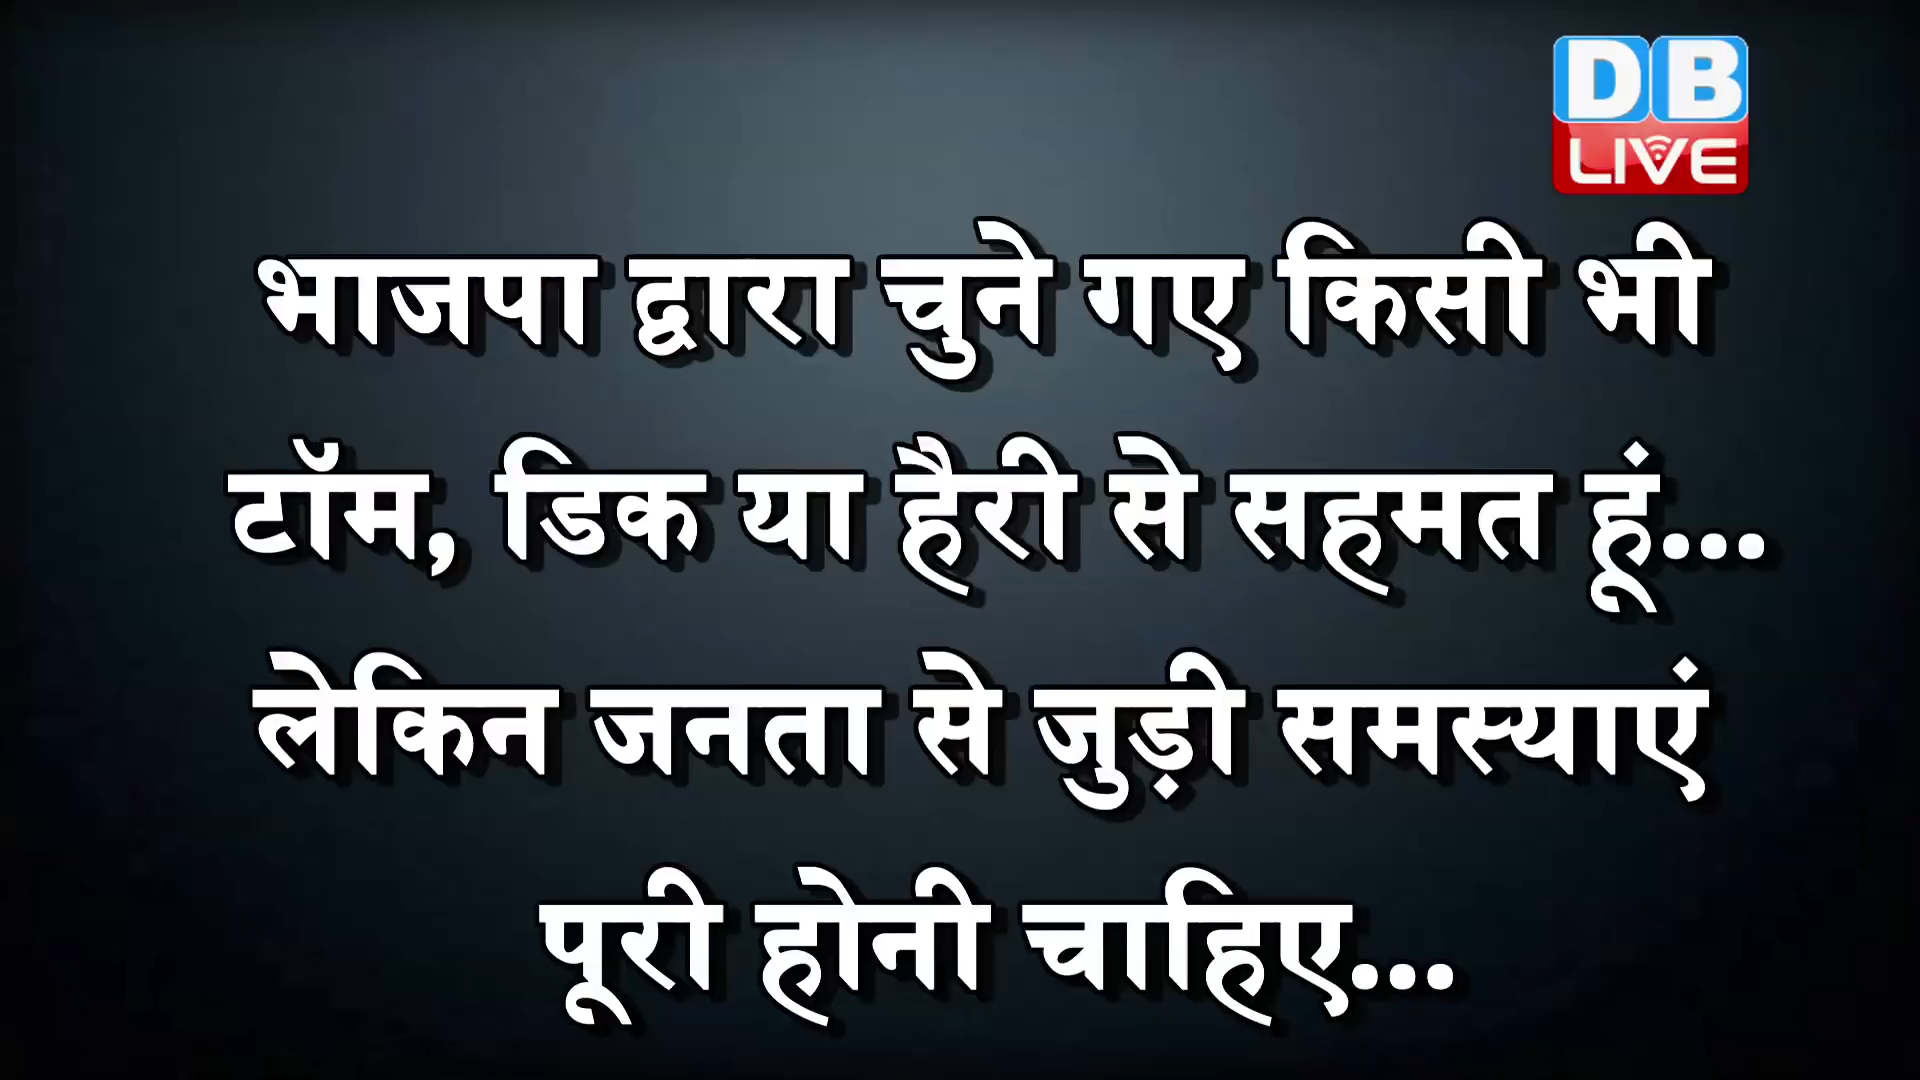 DB
LIVE
भाजपा द्वारा चुने गए किसी भी
टॉम, डिक या हैरी से सहमत हूं...
लेकिन जनता से जुड़ी समस्याएं
पूरी होनी चाहिए...